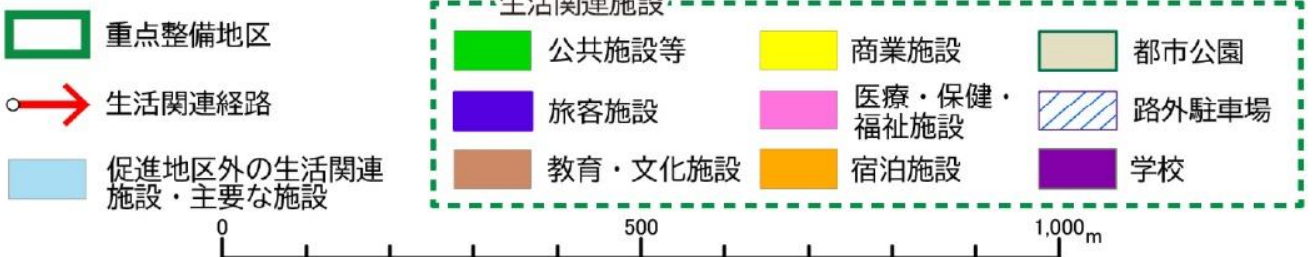 生活関連施設
重点整備地区
公共施設等
商業施設
都市公園
生活関連経路
旅客施設
医療・保健・
福祉施設
路外駐車場
促進地区外の生活関連
施設・主要な施設
教育・文化施設
宿泊施設
学校
0
500
1,000m